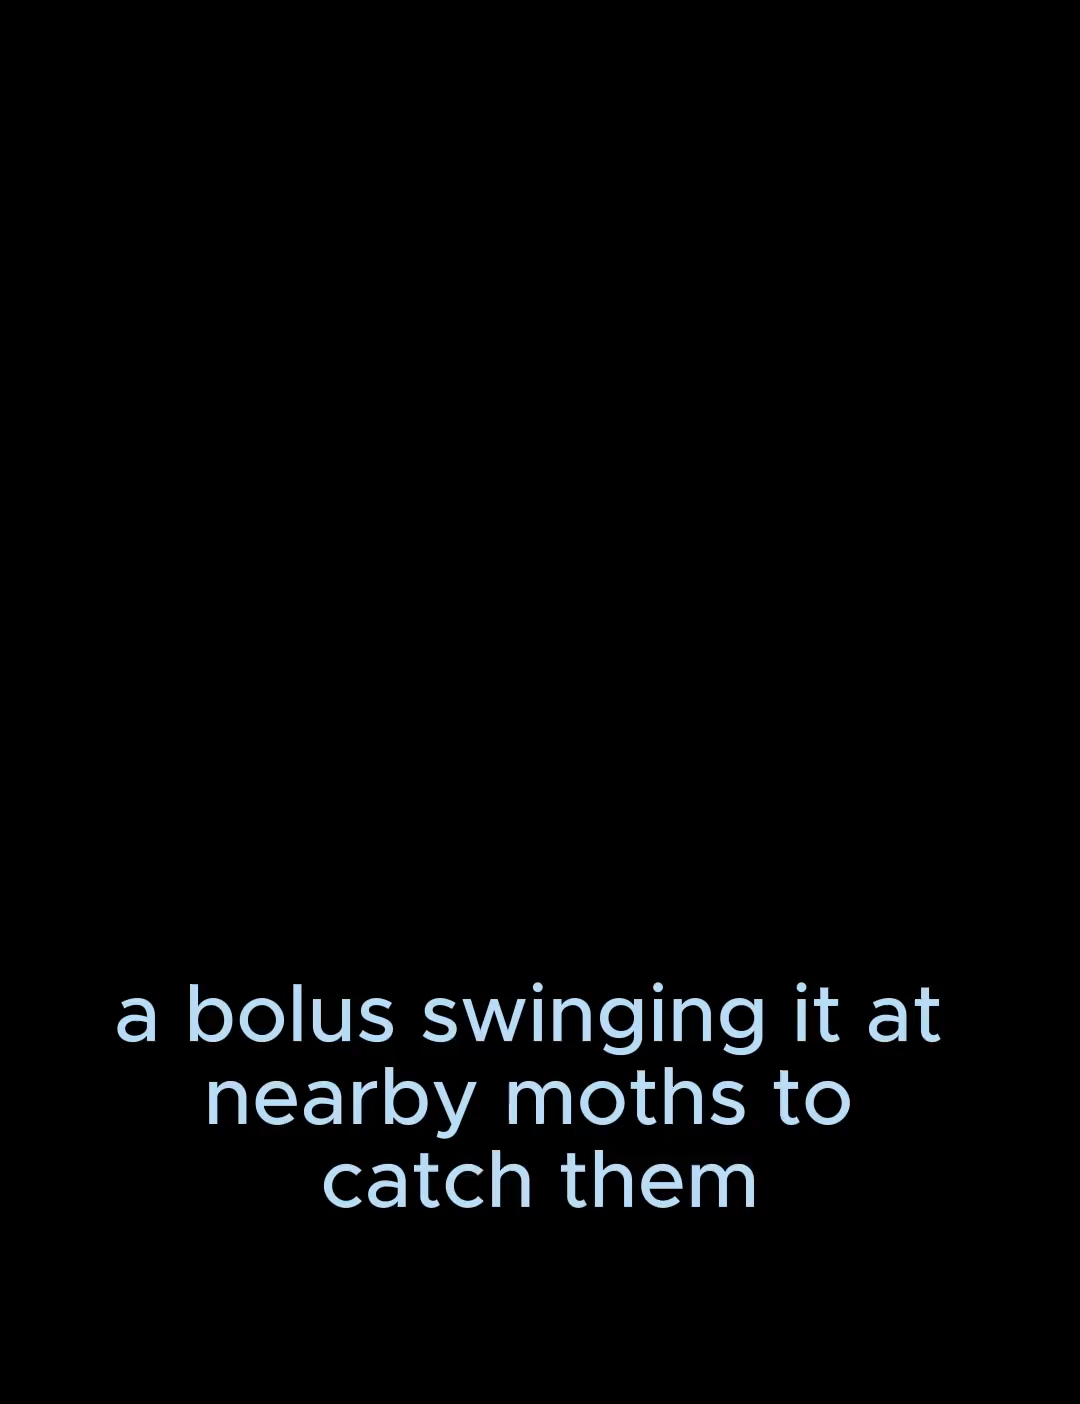 a bolus swinging it at
nearby moths to
catch them